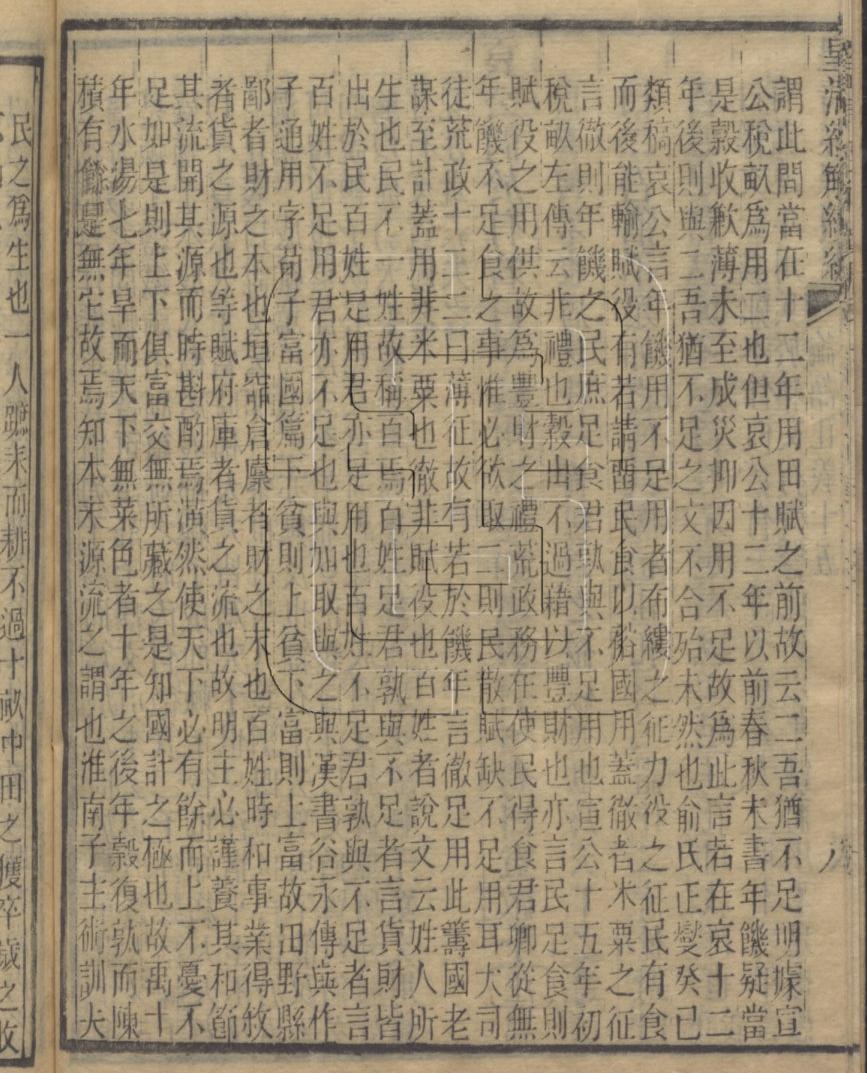 皇清經解續編
謂此問當在十二年用田賦之前故云二吾猶不足明據宣
公稅畝爲用二也但哀公十二年以前春秋未書年饑疑當
是穀收歉薄未至成災抑因用不足故爲此言若在哀十二
年後則與二吾猶不足之文不合殆未然也俞氏正燮癸巳
類稿哀公言年饑用不足用者布縷之征力役之征民有食
而後能輸賦役有若請酉民食以裕國用蓋徹者米粟之征
言徹則年饑之民庶足食君孰與不足用也宣公十五年初
稅畝左傳云非禮也穀出不過藉以豐財也亦言民足食則
賦役之用供故爲豐財之禮荒政務在使民得食君卿從無
年饑不足食之事惟必欲取二則民散賦缺不足用耳大司
徒荒政十二二曰薄征故有若於饑年言徹足用此籌國老
謀至計蓋用非米粟也徹非賦役也百姓者說文云姓人所
生也民不一姓故稱百焉百姓足君孰與不足者言貨財皆
出於民百姓足用君亦足用也百姓不足君孰與不足者言
百姓不足用君亦不足也與如取與之與漢書谷永傳與作
子通用字荀子富國篇下貧則上貧下富則上富故田野縣
鄙者財之本也垣窌倉廩者財之末也百姓時和事業得敘
者貨之源也等賦府庫者貨之流也故明主必謹養其和節
其流開其源而時斟酌焉潢然使天下必有餘而上不憂不
足如是則上下俱富交無所藏之是知國計之極也故禹十
年水湯七年旱而天下無菜色者十年之後年穀復孰而陳
積有餘是無它故焉知本末源流之謂也淮南子主術訓夫
民之爲生也一人蹠耒而耕不過十畝中田之獲卒歲之收